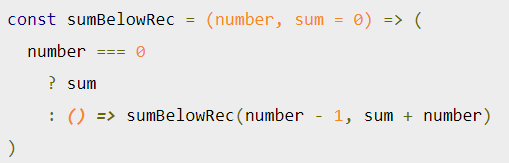 const sumBelowRec = (number, sum = 0) => (
number === 0
? sum
: () => sumBelowRec(number - 1, sum + number)
)